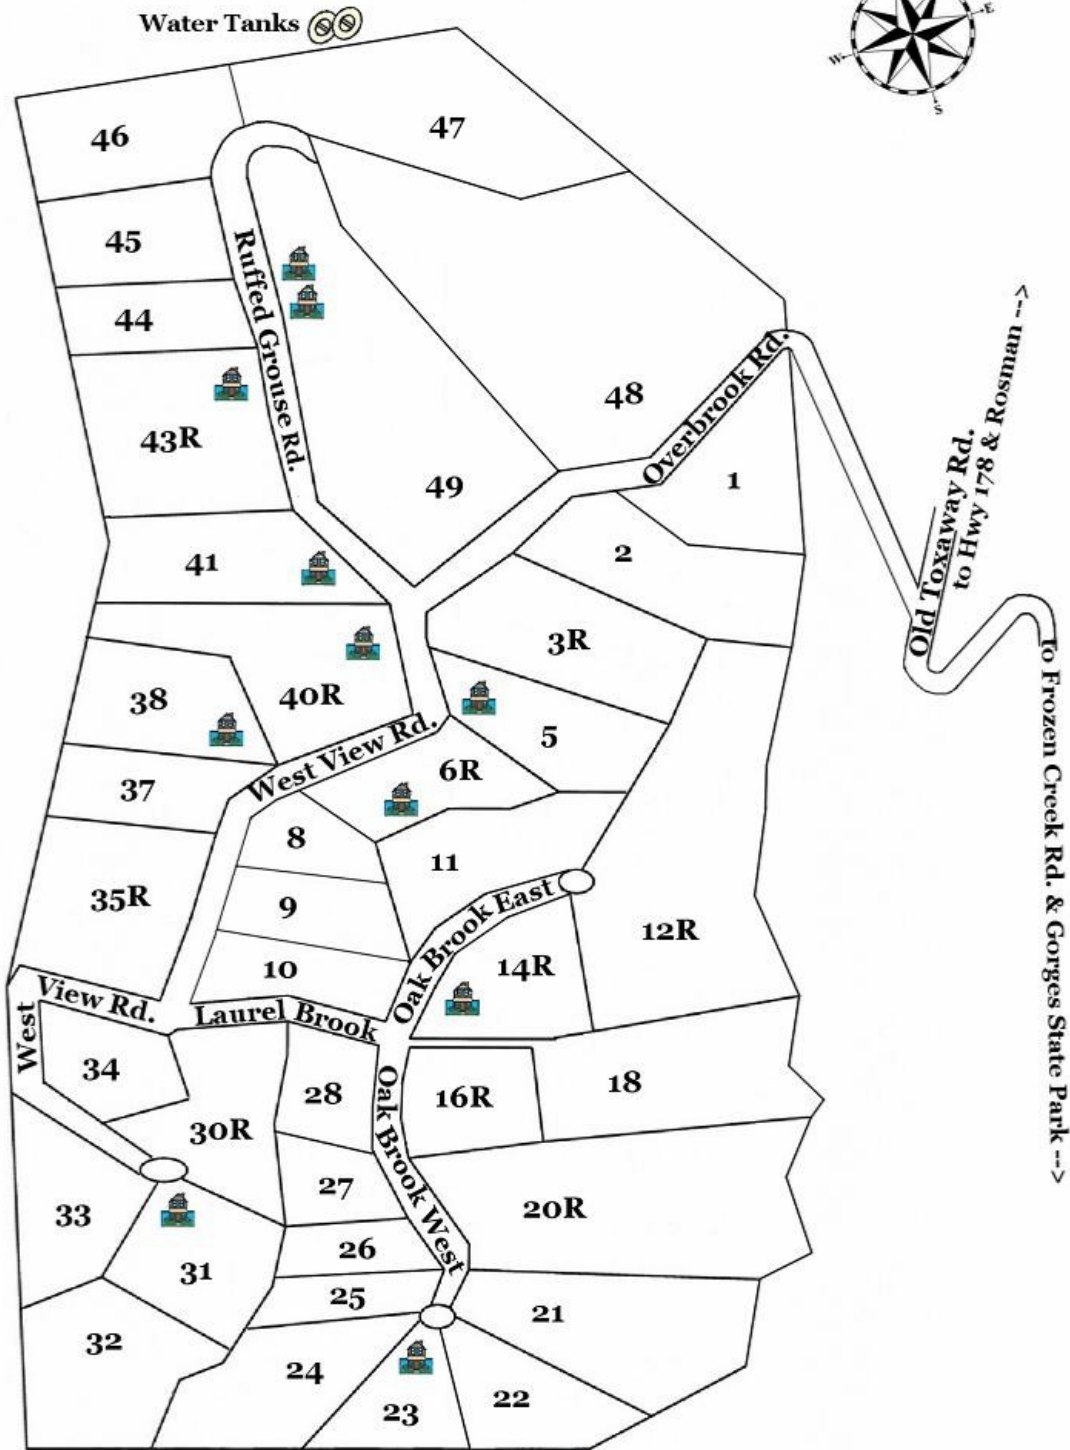 Water Tanks
E
W
S
46
47
45
44
Ruffed Grouse Rd.
43R
48
Overbrook Rd.
1
49
2
41
3R
Old Toxaway Rd.
to Hwy 178 & Rosman -->
to Frozen Creek Rd. & Gorges State Park -->
38
40R
5
West View Rd.
6R
37
8
11
35R
9
Oak Brook East
12R
10
14R
West View Rd.
Laurel Brook
34
28
16R
18
30R
Oak Brook West
27
20R
33
26
31
25
21
32
24
22
23